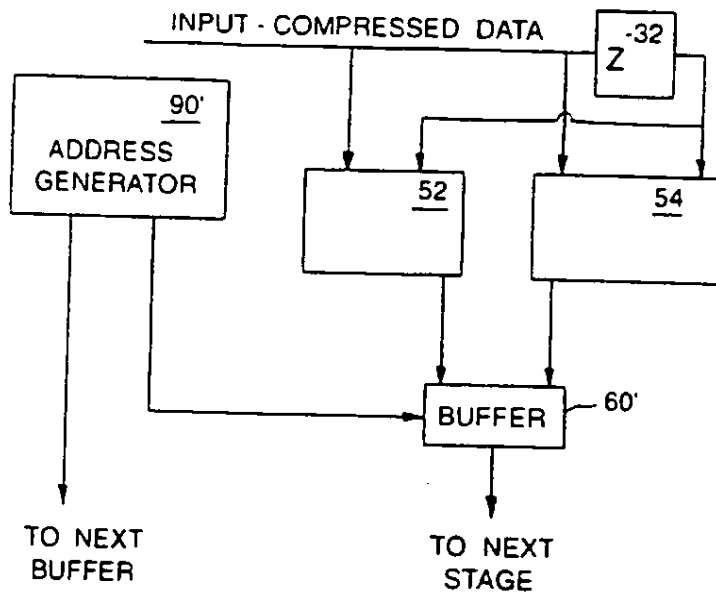 INPUT - COMPRESSED DATA
Z-32
90'
ADDRESS
GENERATOR
52
54
BUFFER
60'
TO NEXT
BUFFER
TO NEXT
STAGE